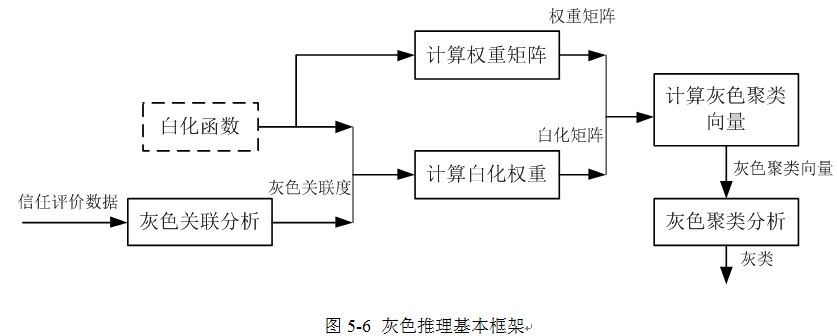 权重矩阵
计算权重矩阵
计算灰色聚类
向量
白化函数
白化矩阵
灰色聚类向量
计算白化权重
灰色关联度
信任评价数据
灰色关联分析
灰色聚类分析
灰类
图 5-6 灰色推理基本框架